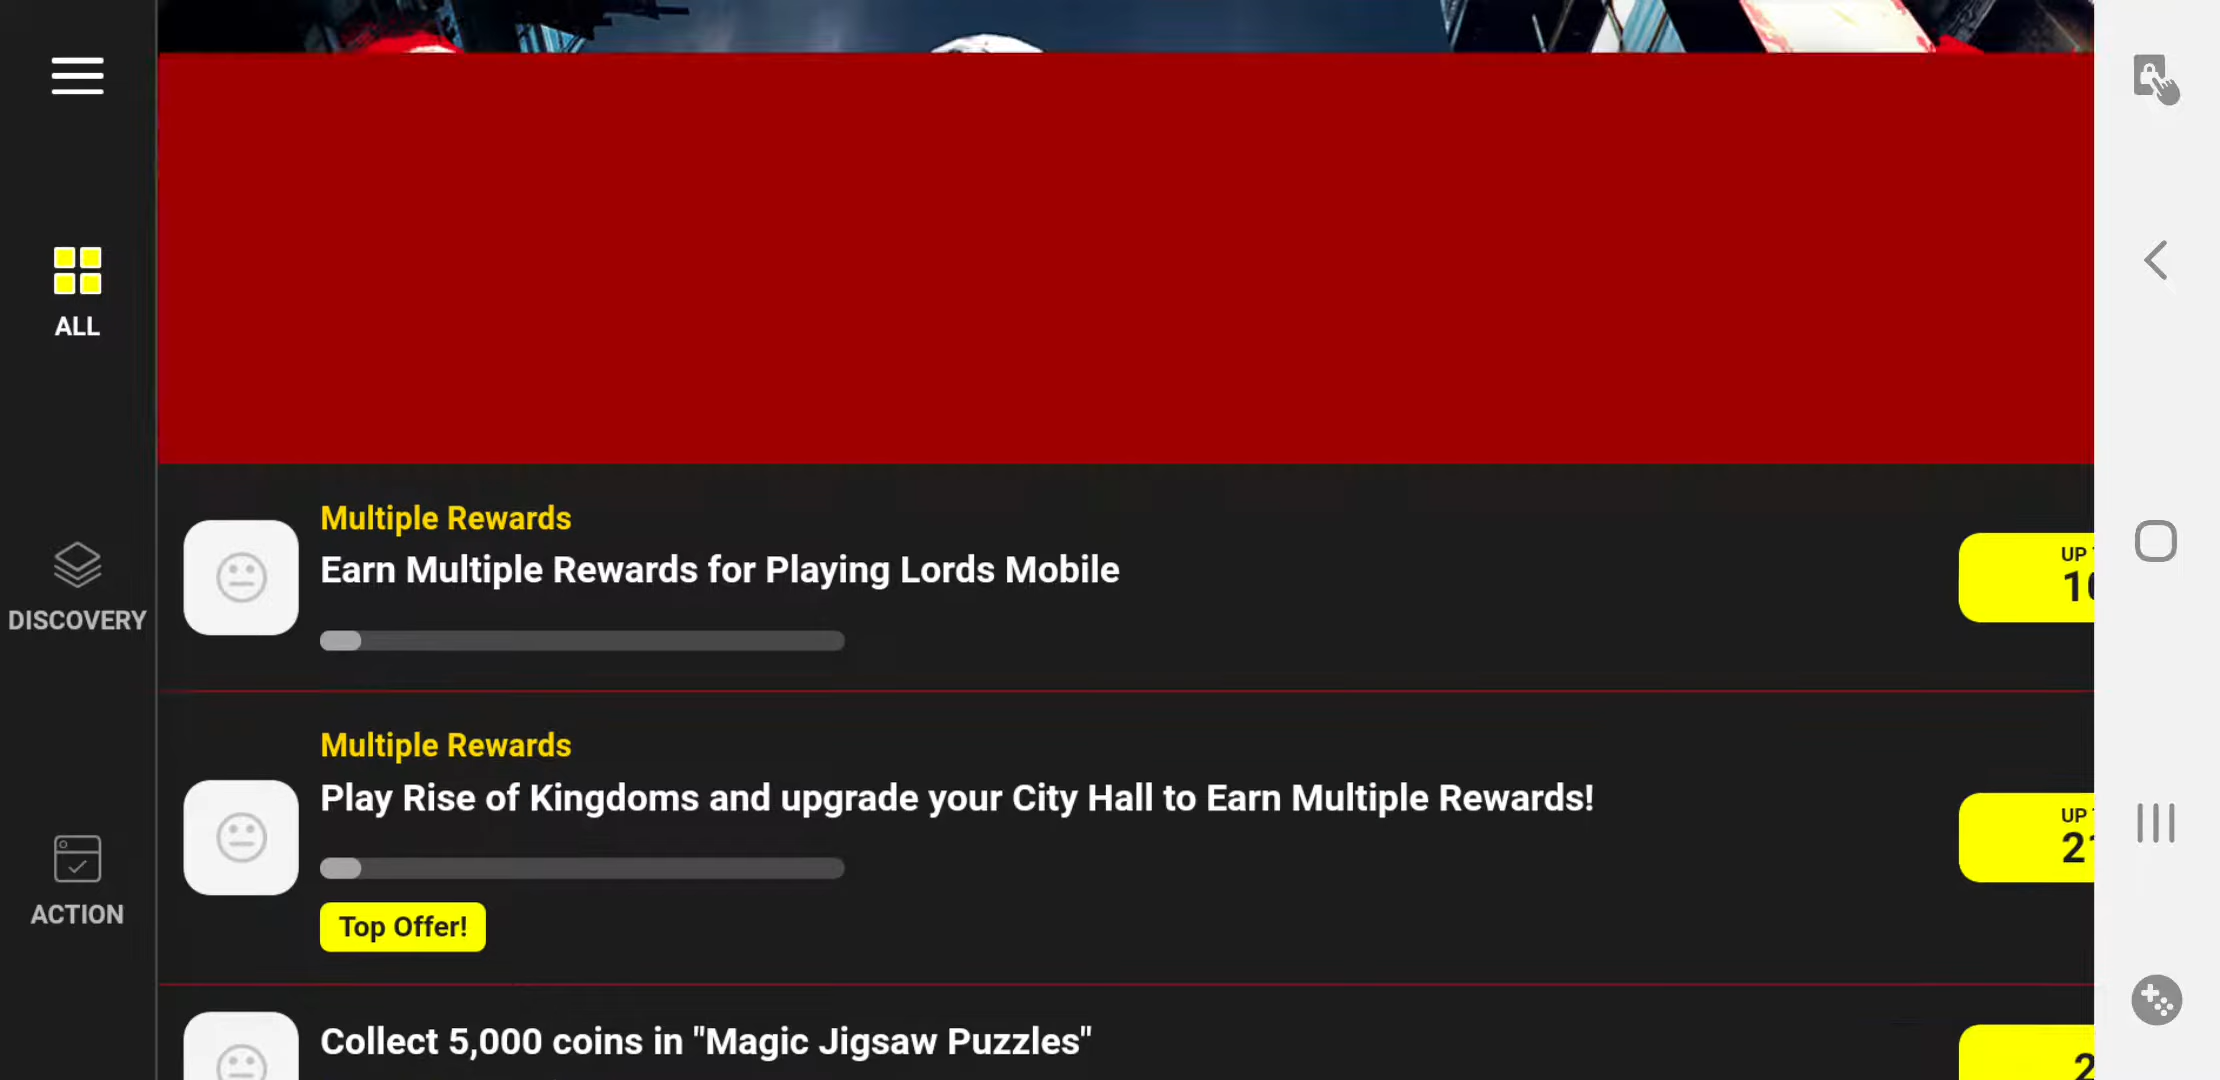 ALL
DISCOVERY
ACTION
Multiple Rewards
Earn Multiple Rewards for Playing Lords Mobile
UP
Multiple Rewards
Play Rise of Kingdoms and upgrade your City Hall to Earn Multiple Rewards!
Top Offer!
UP
Collect 5,000 coins in "Magic Jigsaw Puzzles"